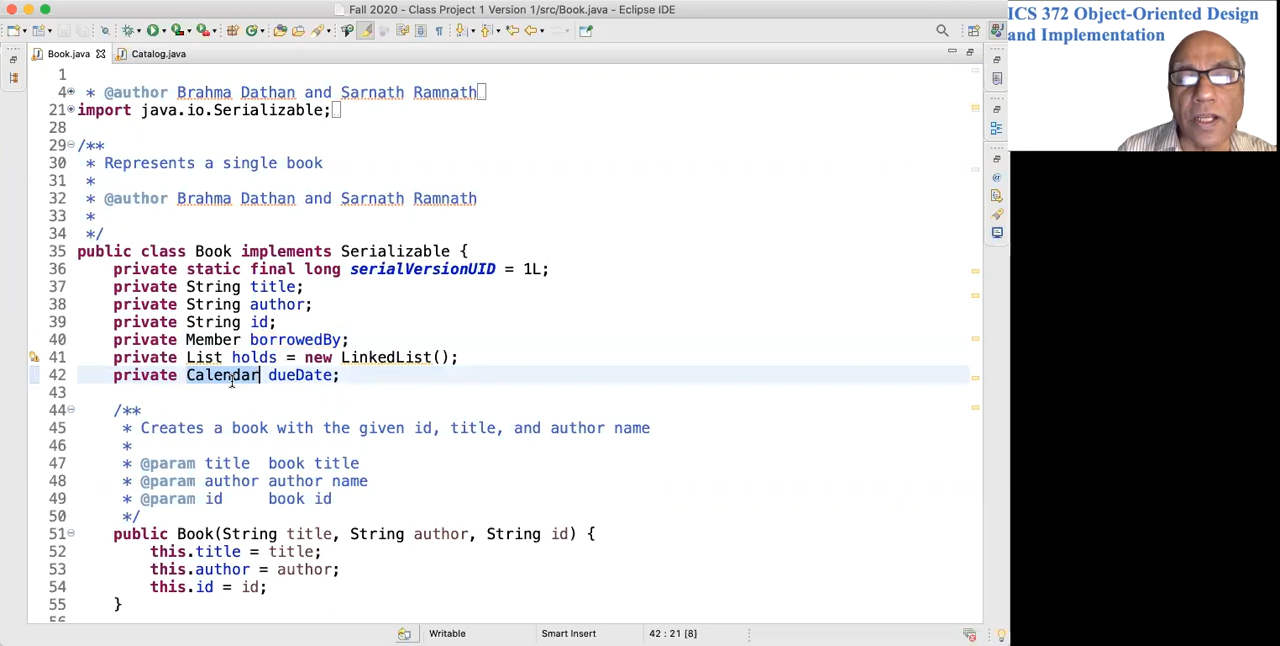 Fall 2020 - Class Project 1 Version 1/src/Book.java - Eclipse IDE
ICS 372 Object-Oriented Design
and Implementation
Book.java
Catalog.java
1
4 * @author Brahma Dathan and Sarnath Ramnath
21 import java.io.Serializable;
28
29 /**
30 * Represents a single book
31 *
32 * @author Brahma Dathan and Sarnath Ramnath
33 *
34 */
35 public class Book implements Serializable {
36 private static final long serialVersionUID = 1L;
37 private String title;
38 private String author;
39 private String id;
40 private Member borrowedBy;
41 private List holds = new LinkedList();
42 private Calendar dueDate;
43
44 /**
45 * Creates a book with the given id, title, and author name
46 *
47 * @param title book title
48 * @param author author name
49 * @param id book id
50 */
51 public Book(String title, String author, String id) {
52 this.title = title;
53 this.author = author;
54 this.id = id;
55 }
56
Writable
Smart Insert
42 : 21 [8]